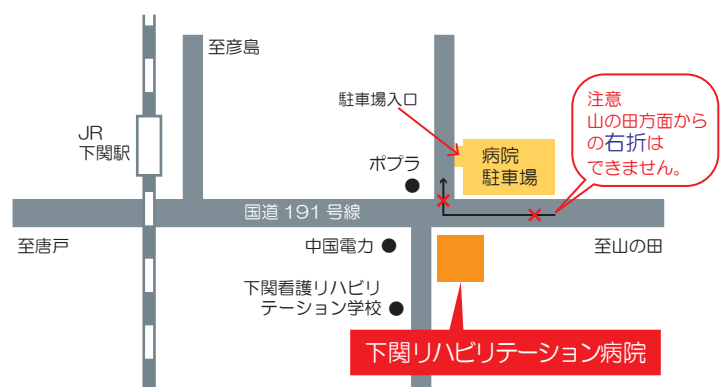 至彦島
駐車場入口
注意
山の田方面から
の右折は
できません。
JR
下関駅
ポプラ
病院
駐車場
国道 191 号線
至唐戸
中国電力
至山の田
下関看護リハビリ
テーション学校
下関リハビリテーション病院